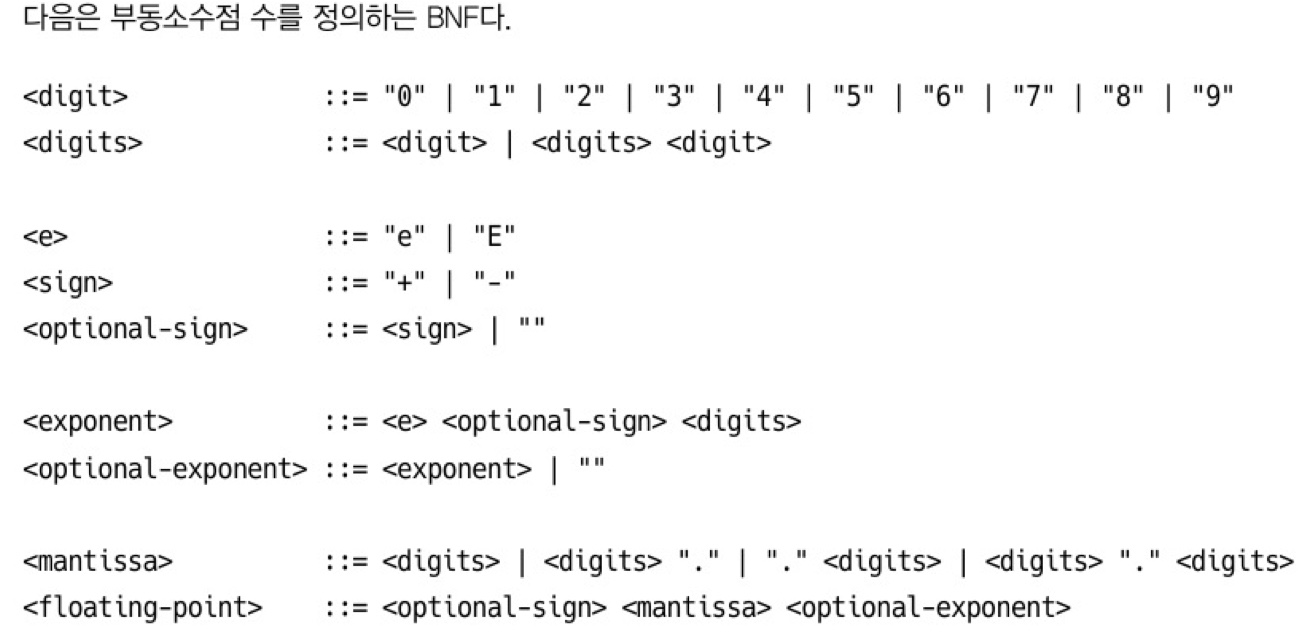 다음은 부동소수점 수를 정의하는 BNF다.
<digit> ::= "0" | "1" | "2" | "3" | "4" | "5" | "6" | "7" | "8" | "9"
<digits> ::= <digit> | <digits> <digit>
<e> ::= "e" | "E"
<sign> ::= "+" | "-"
<optional-sign> ::= <sign> | ""
<exponent> ::= <e> <optional-sign> <digits>
<optional-exponent> ::= <exponent> | ""
<mantissa> ::= <digits> | <digits> "." | "." <digits> | <digits> "." <digits>
<floating-point> ::= <optional-sign> <mantissa> <optional-exponent>